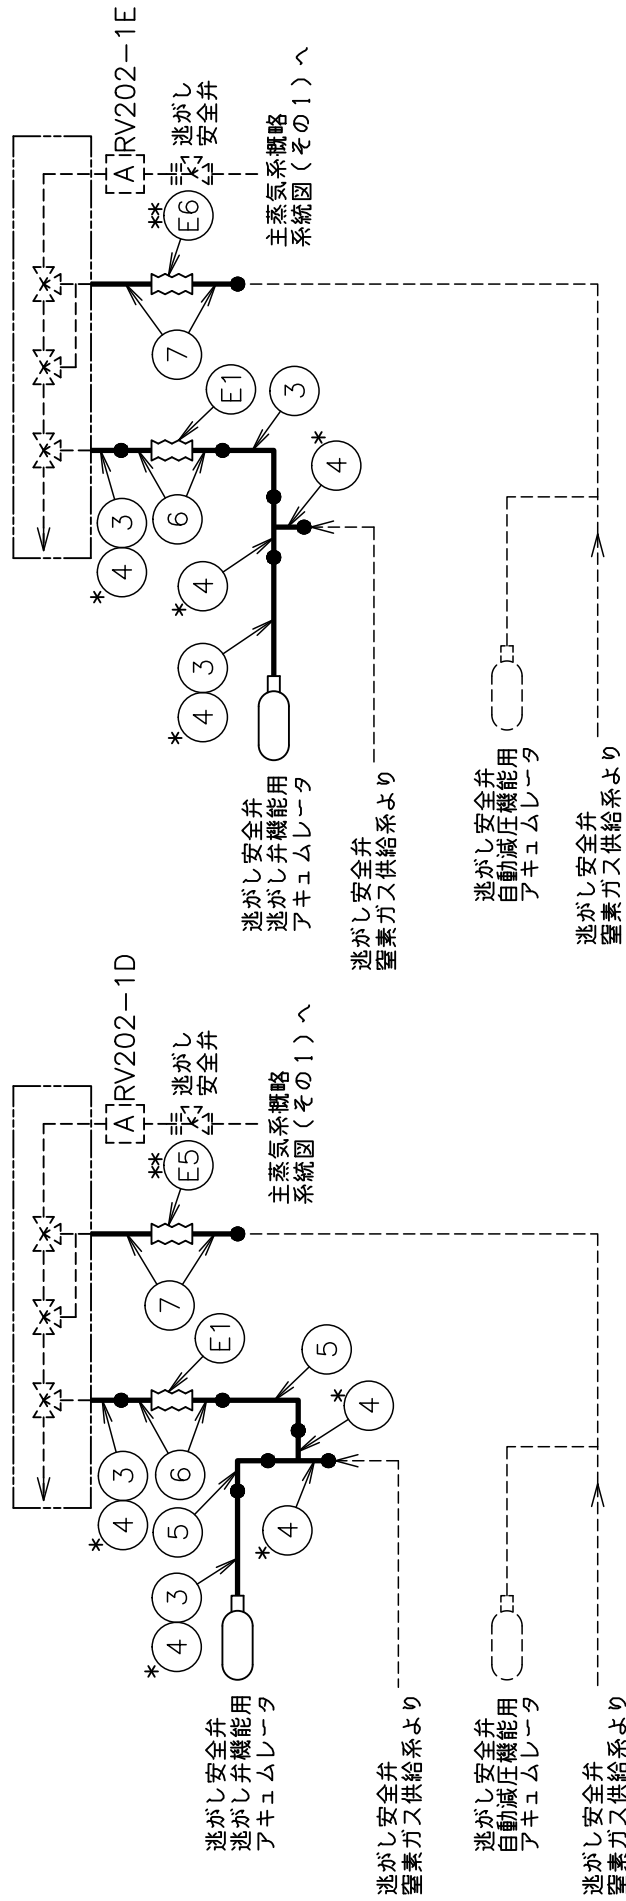 RV202-1E
A
逃がし
安全弁
主蒸気系概略
系統図(その1)へ
**
E6
7
E1
3
*
4
3
*
4
6
*
4
3
*
4
逃がし安全弁
逃がし弁機能用
アキュムレータ
逃がし安全弁
窒素ガス供給系より
逃がし安全弁
自動減圧機能用
アキュムレータ
逃がし安全弁
窒素ガス供給系より
RV202-1D
A
逃がし
安全弁
主蒸気系概略
系統図(その1)へ
**
E5
7
E1
5
*
4
3
*
4
6
5
*
4
3
*
4
逃がし安全弁
逃がし弁機能用
アキュムレータ
逃がし安全弁
窒素ガス供給系より
逃がし安全弁
自動減圧機能用
アキュムレータ
逃がし安全弁
窒素ガス供給系より